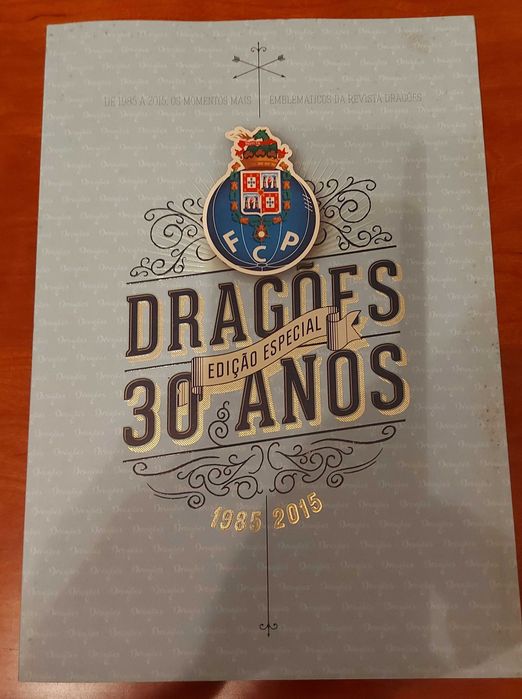 DE 1985 A 2015, OS MOMENTOS MAIS EMBLEMÁTICOS DA REVISTA DRAGÕES
FCP
DRAGÕES
EDIÇÃO ESPECIAL
30 ANOS
1985 2015